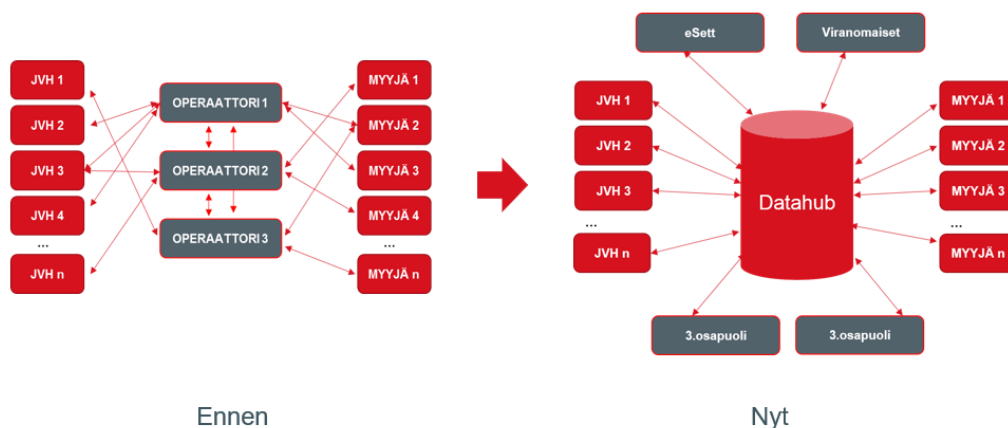 eSett
Viranomaiset
JVH 1
JVH 2
JVH 3
JVH 4
...
JVH n
OPERAATTORI 1
OPERAATTORI 2
OPERAATTORI 3
MYYJÄ 1
MYYJÄ 2
MYYJÄ 3
MYYJÄ 4
...
MYYJÄ n
JVH 1
JVH 2
JVH 3
...
JVH n
Datahub
MYYJÄ 1
MYYJÄ 2
MYYJÄ 3
...
MYYJÄ n
3.osapuoli
3.osapuoli
Ennen
Nyt